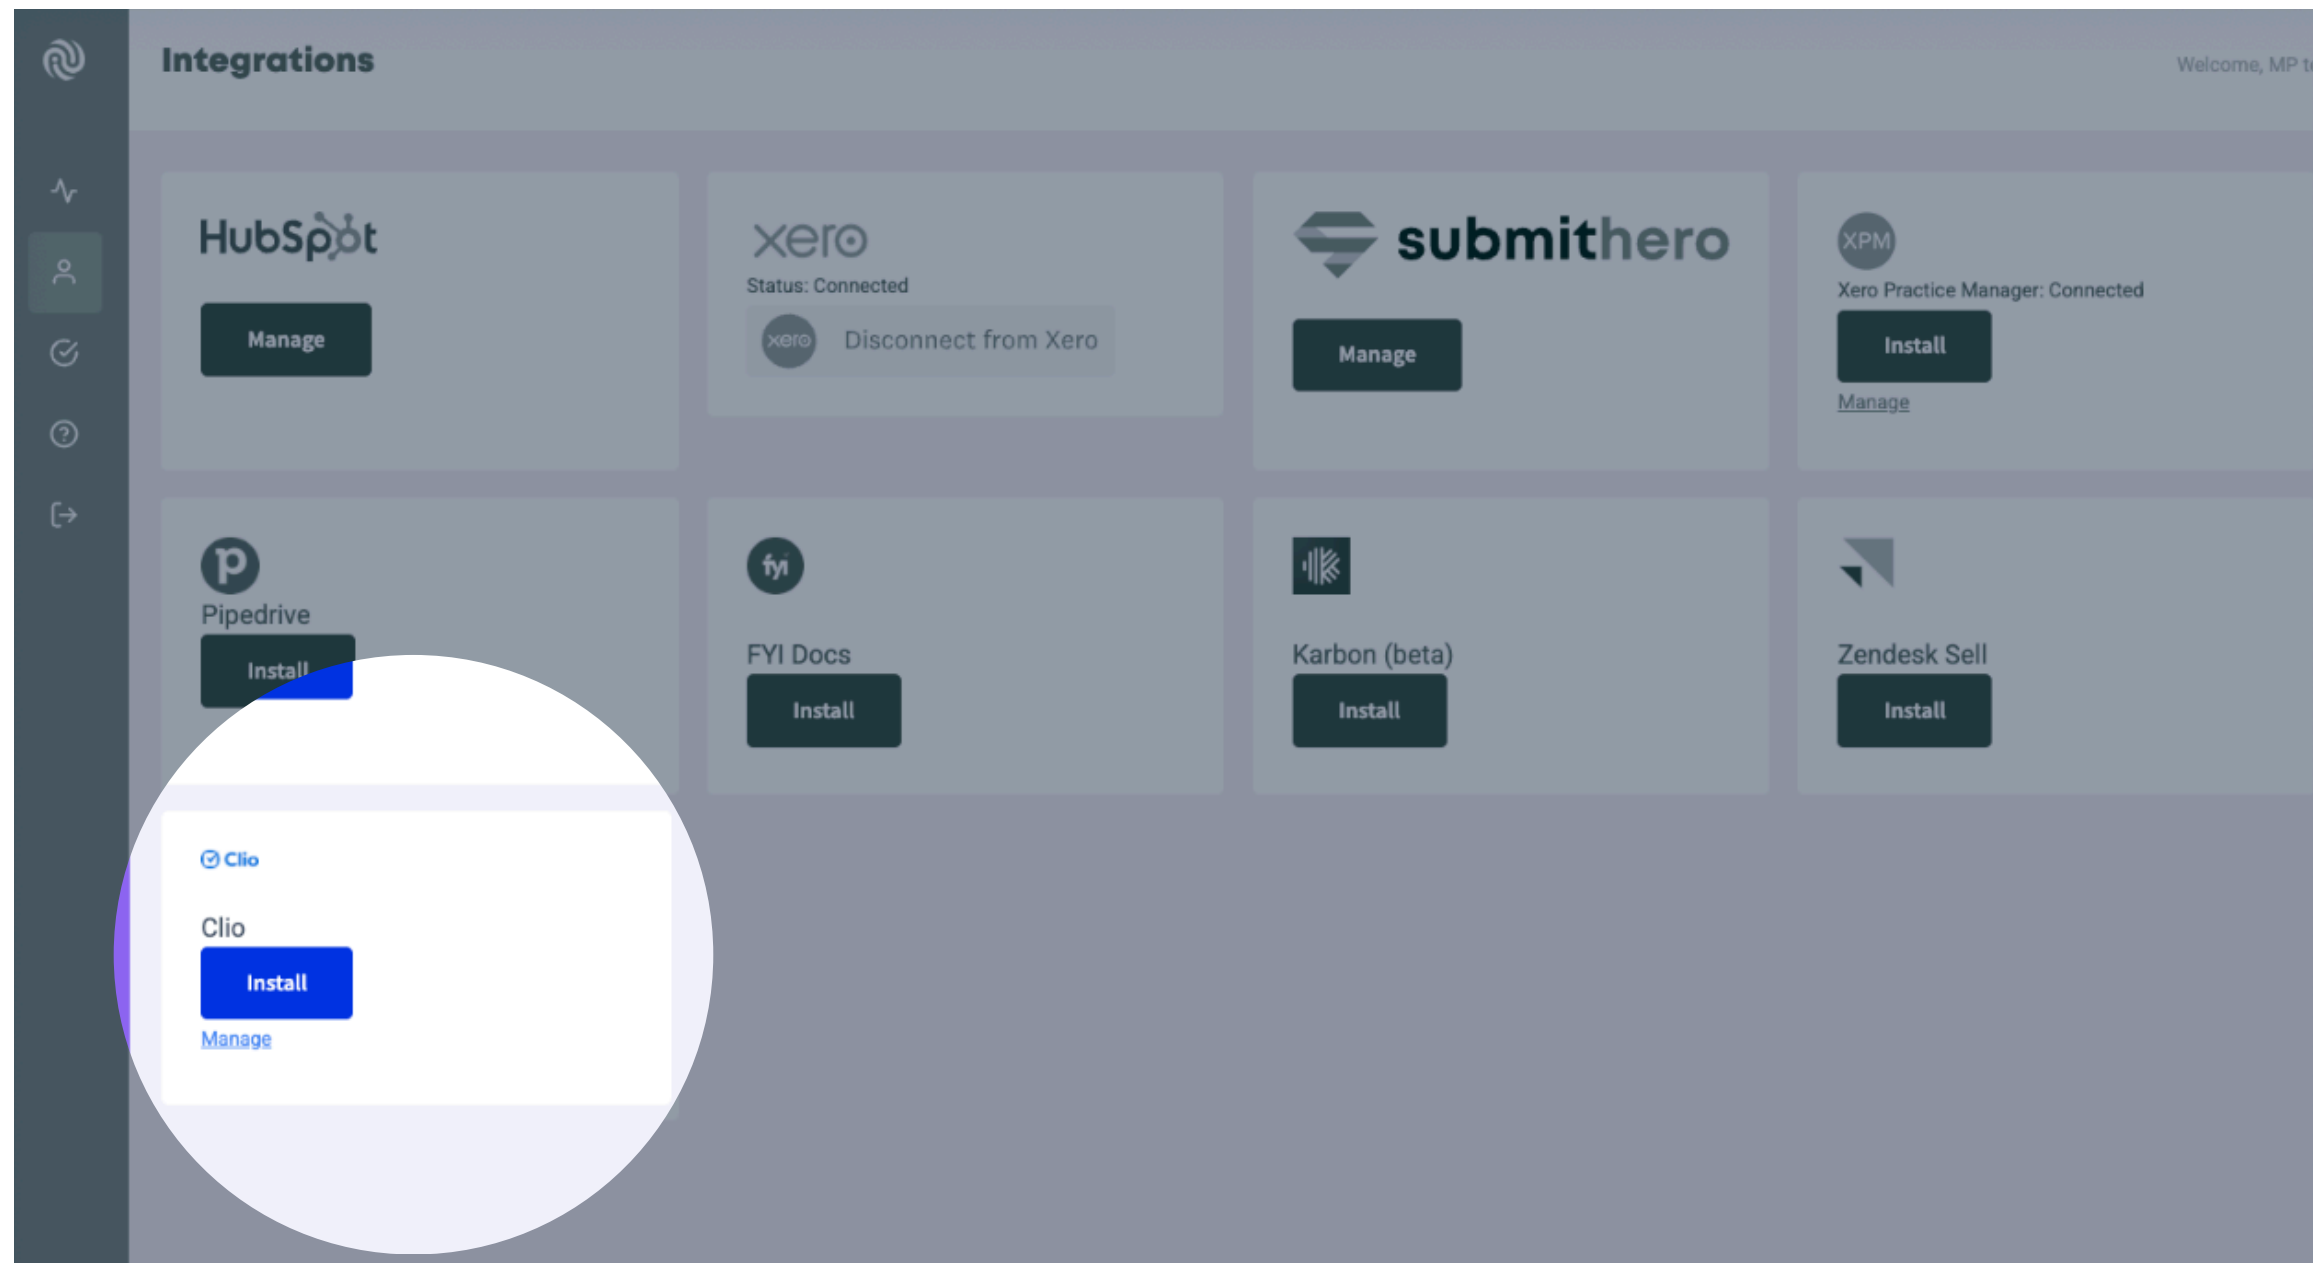 Integrations
Welcome, MP te
HubSpot
Manage
xero
Status: Connected
xero Disconnect from Xero
submithero
Manage
XPM
Xero Practice Manager: Connected
Install
Manage
p
Pipedrive
Install
fyi
FYI Docs
Install
K
Karbon (beta)
Install
Zendesk Sell
Install
Clio
Clio
Install
Manage